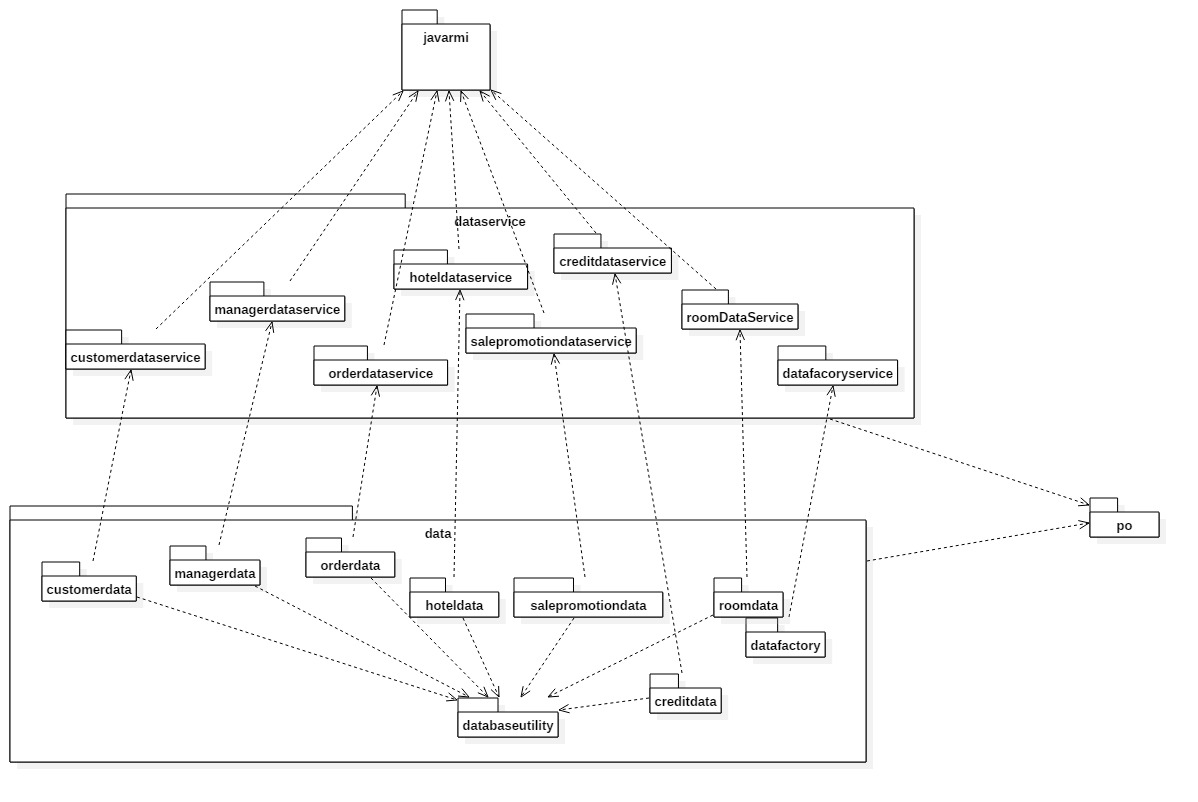 javarmi
dataservice
creditdataservice
hoteldataservice
managerdataservice
roomDataService
salepromotiondataservice
customerdataservice
orderdataservice
datafacoryservice
po
data
orderdata
managerdata
customerdata
hoteldata
salepromotiondata
roomdata
datafactory
creditdata
databaseutility